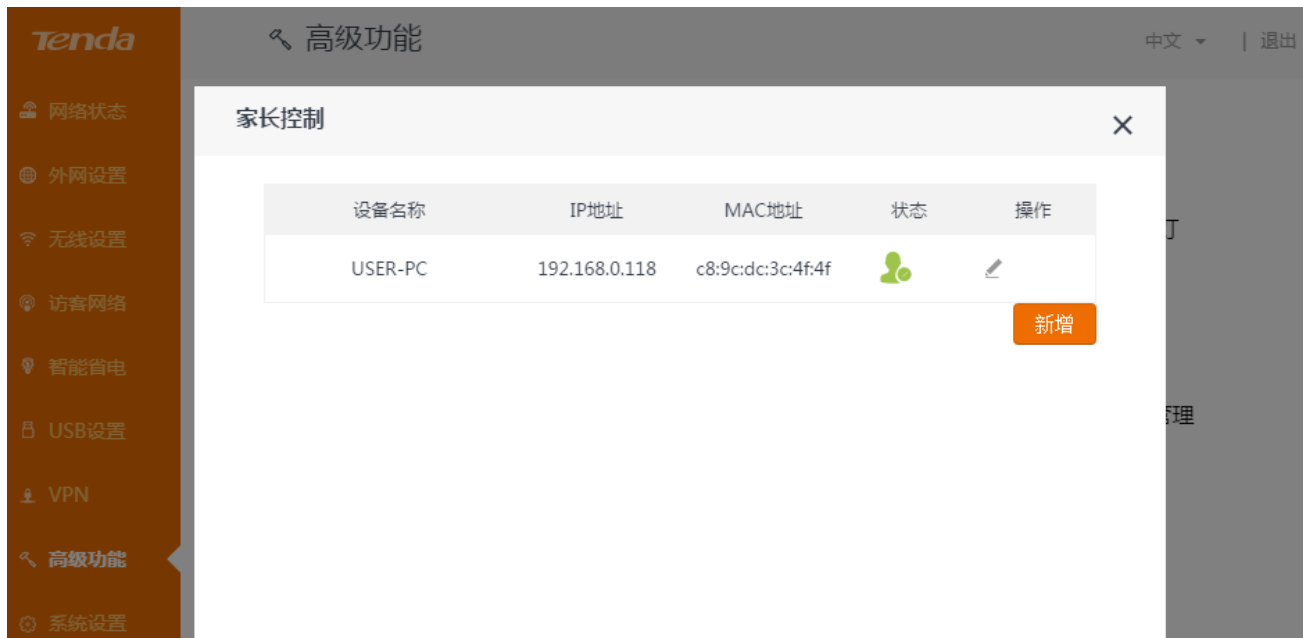 Tenda
高级功能
中文
| 退出
网络状态
外网设置
无线设置
访客网络
智能省电
USB设置
VPN
高级功能
系统设置
家长控制
设备名称 IP地址 MAC地址 状态 操作
USER-PC 192.168.0.118 c8:9c:dc:3c:4f:4f
新增
理